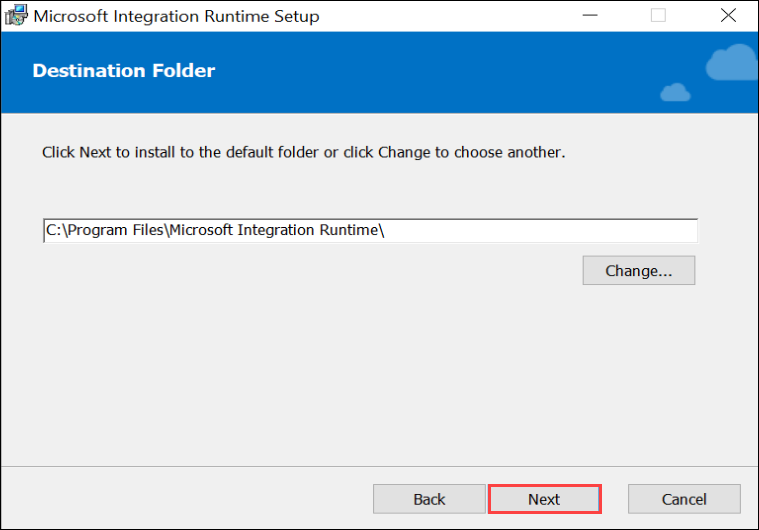 Microsoft Integration Runtime Setup
Destination Folder
Click Next to install to the default folder or click Change to choose another.
C:\Program Files\Microsoft Integration Runtime\
Change...
Back Next Cancel